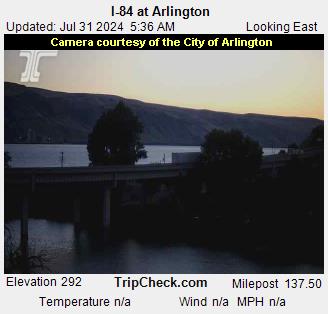 I-84 at Arlington
Updated: Jul 31 2024 5:36 AM Looking East
Camera courtesy of the City of Arlington
Elevation 292 TripCheck.com Milepost 137.50
Temperature n/a Wind n/a MPH n/a